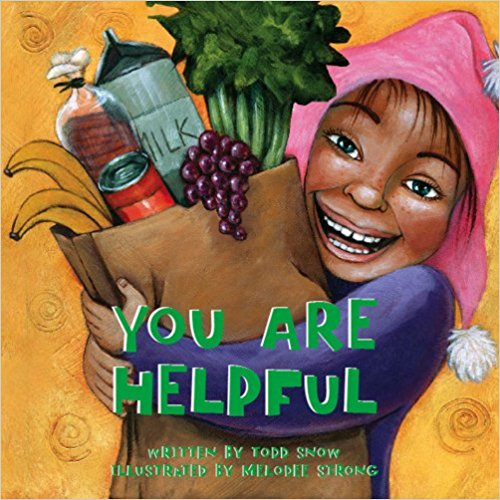 MILK
YOU ARE
HELPFUL
WRITTEN BY TODD SNOW
ILLUSTRATED BY MELODEE STRONG